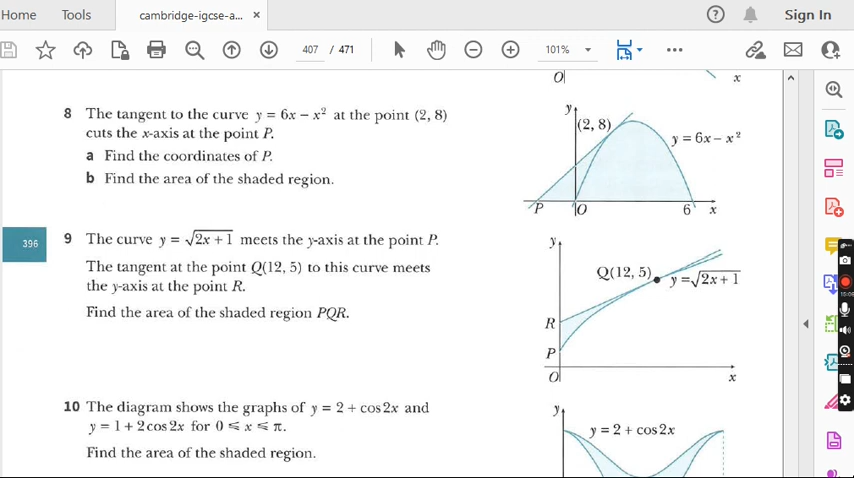 Home Tools cambridge-igcse-a... × Sign In
407 / 471 101%
O x
8 The tangent to the curve y = 6x − x² at the point (2, 8)
cuts the x-axis at the point P.
a Find the coordinates of P.
b Find the area of the shaded region.
y
(2, 8)
y = 6x − x²
P O 6 x
396
9 The curve y = √(2x + 1) meets the y-axis at the point P.
The tangent at the point Q(12, 5) to this curve meets
the y-axis at the point R.
Find the area of the shaded region PQR.
y
Q(12, 5) y = √(2x + 1)
R
P
O x
10 The diagram shows the graphs of y = 2 + cos 2x and
y = 1 + 2 cos 2x for 0 ⩽ x ⩽ π.
Find the area of the shaded region.
y
y = 2 + cos 2x